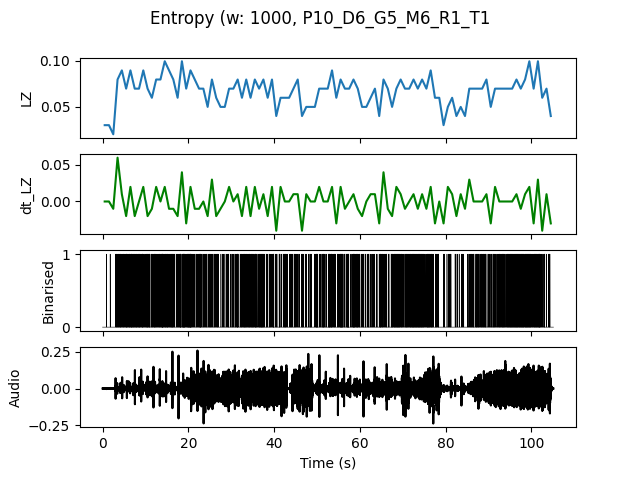 Entropy (w: 1000, P10_D6_G5_M6_R1_T1
0.10
0.05
LZ
0.05
0.00
dt_LZ
1
0
Binarised
0.25
0.00
−0.25
Audio
0 20 40 60 80 100
Time (s)